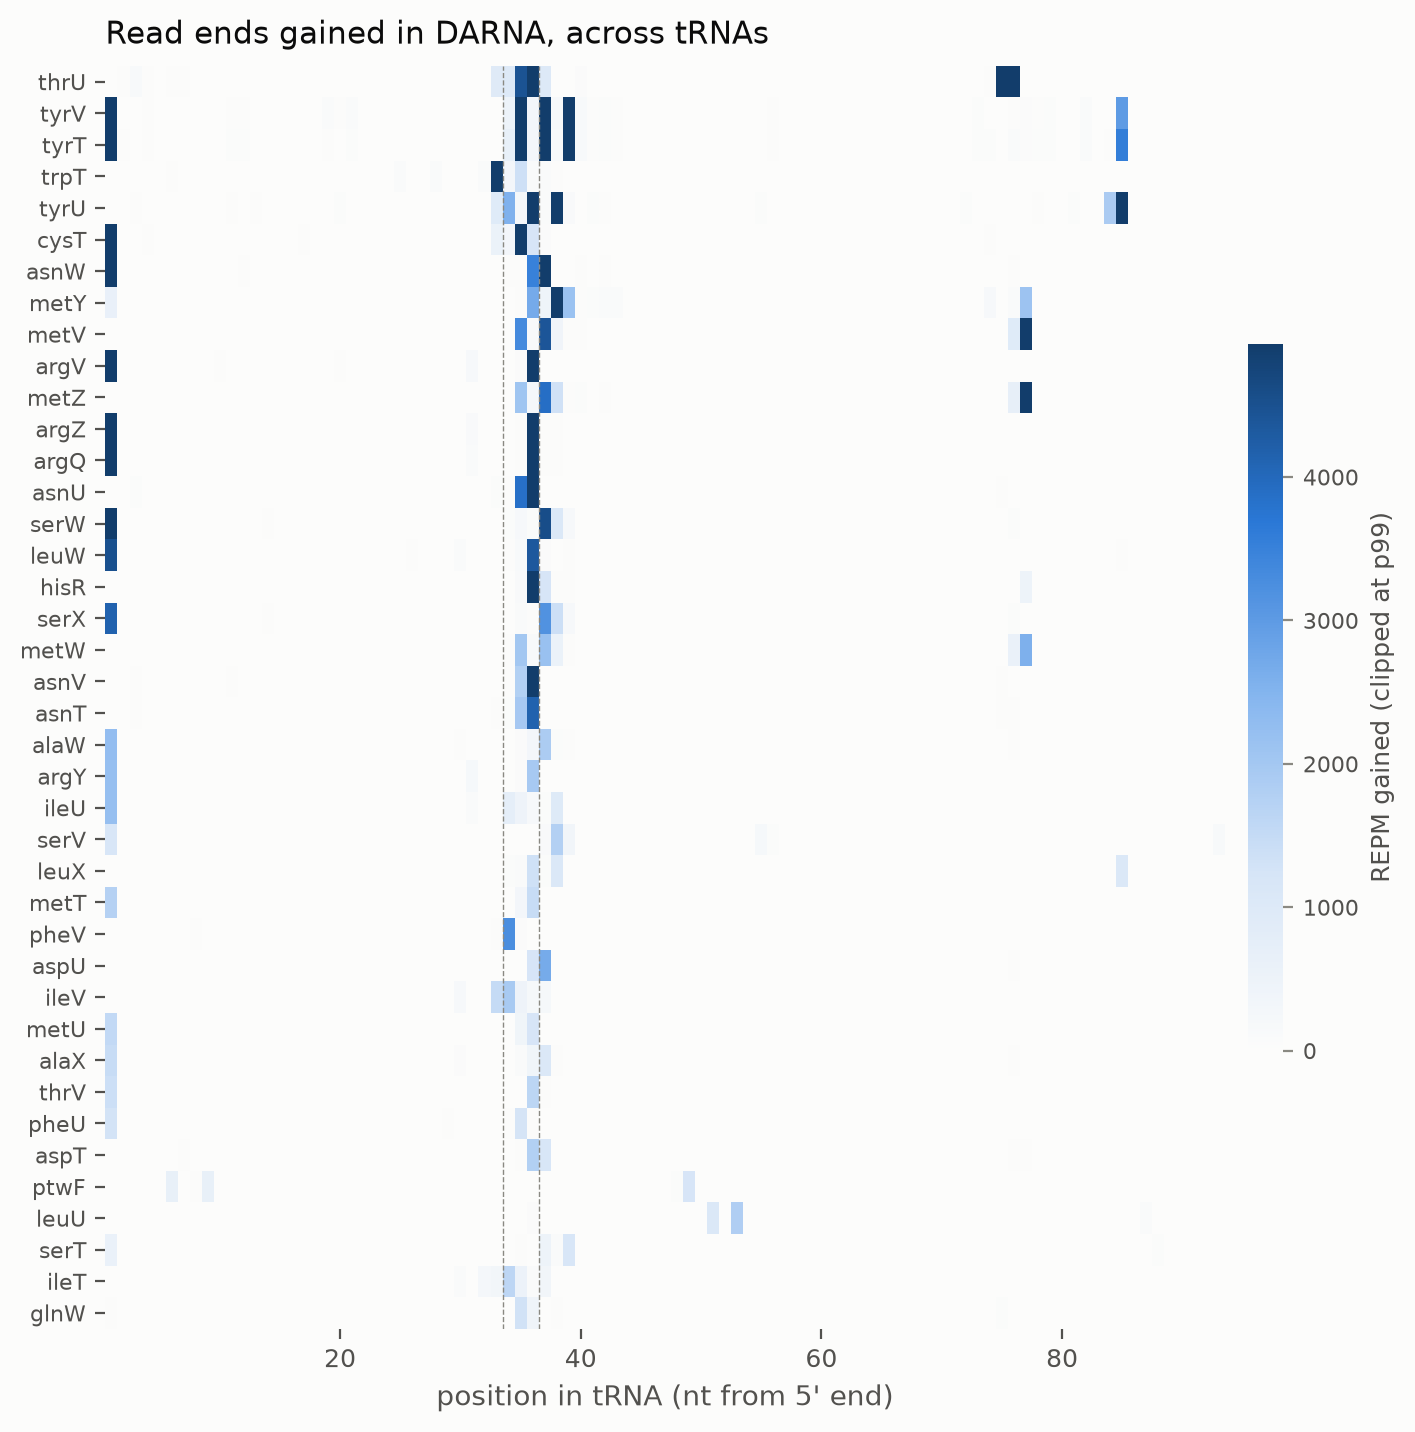 Read ends gained in DARNA, across tRNAs
thrU
tyrV
tyrT
trpT
tyrU
cysT
asnW
metY
metV
argV
metZ
argZ
argQ
asnU
serW
leuW
hisR
serX
metW
asnV
asnT
alaW
argY
ileU
serV
leuX
metT
pheV
aspU
ileV
metU
alaX
thrV
pheU
aspT
ptwF
leuU
serT
ileT
glnW
20 40 60 80
position in tRNA (nt from 5' end)
4000
3000
2000
1000
0
REPM gained (clipped at p99)